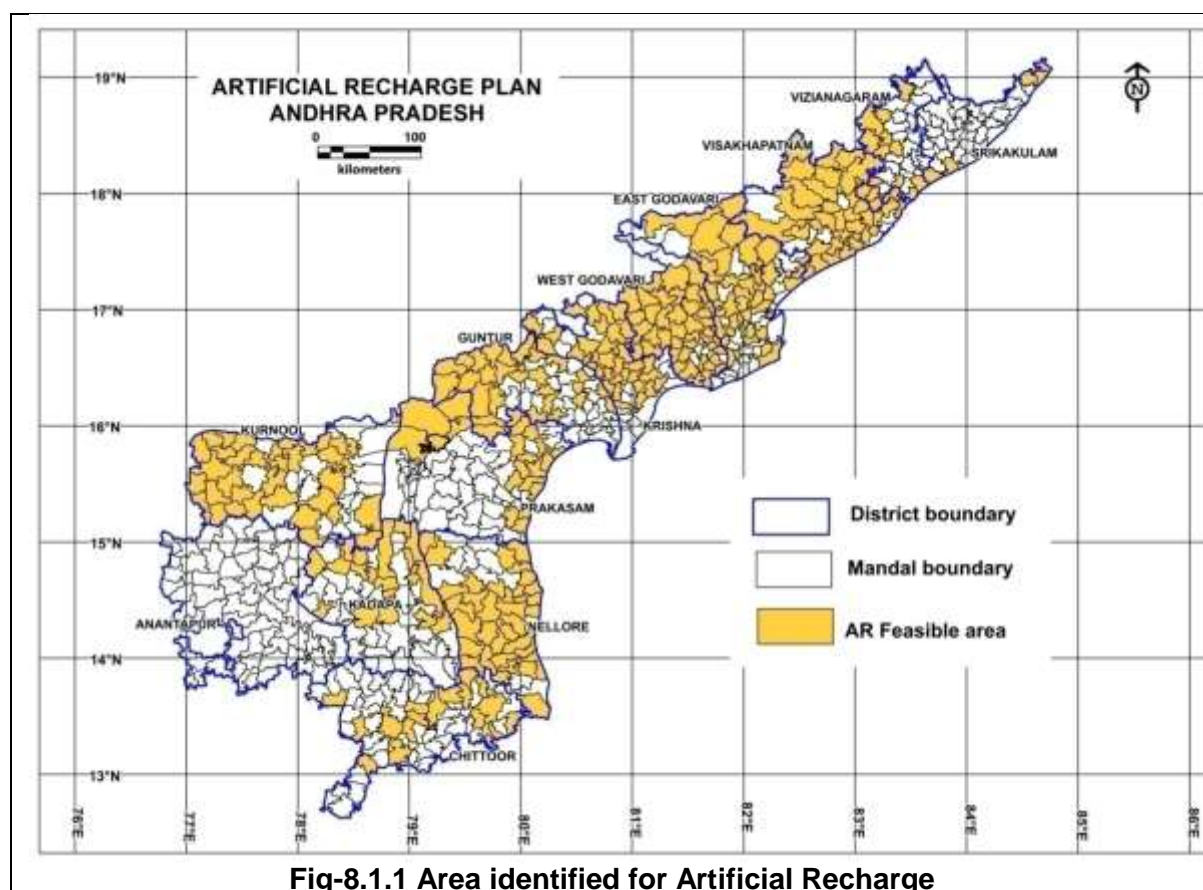 ARTIFICIAL RECHARGE PLAN
ANDHRA PRADESH
0 100
kilometers
N
19°N
18°N
17°N
16°N
15°N
14°N
13°N
VIZIANAGARAM
VISAKHAPATNAM
SRIKAKULAM
EAST GODAVARI
WEST GODAVARI
GUNTUR
KRISHNA
KURNOOL
PRAKASAM
KADAPA
ANANTAPUR
NELLORE
CHITTOOR
District boundary
Mandal boundary
AR Feasible area
76°E 77°E 78°E 79°E 80°E 81°E 82°E 83°E 84°E 85°E 86°E
Fig-8.1.1 Area identified for Artificial Recharge